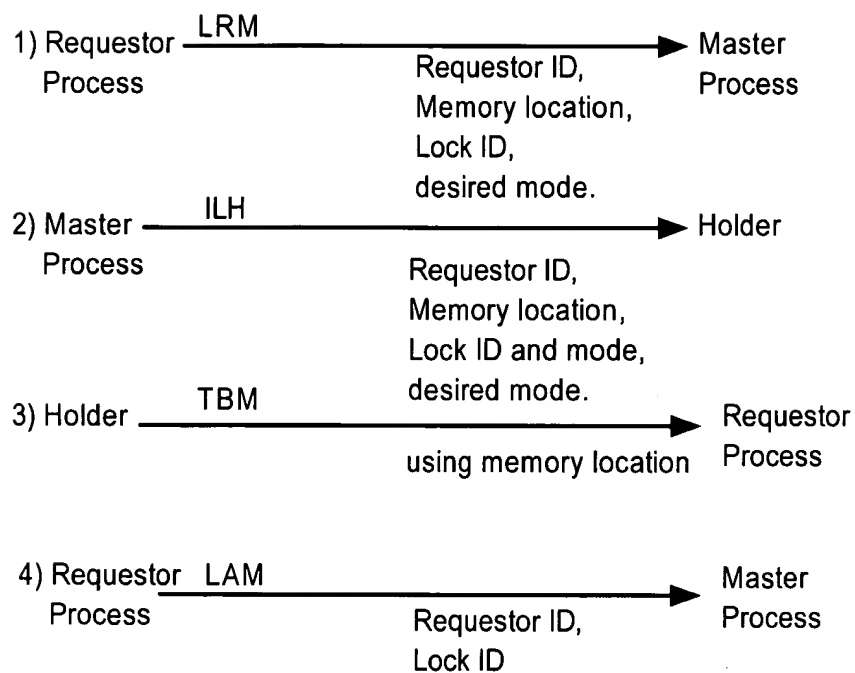 1) Requestor LRM Master
Process Process
Requestor ID,
Memory location,
Lock ID,
desired mode.
2) Master ILH Holder
Process
Requestor ID,
Memory location,
Lock ID and mode,
desired mode.
3) Holder TBM Requestor
Process
using memory location
4) Requestor LAM Master
Process Process
Requestor ID,
Lock ID